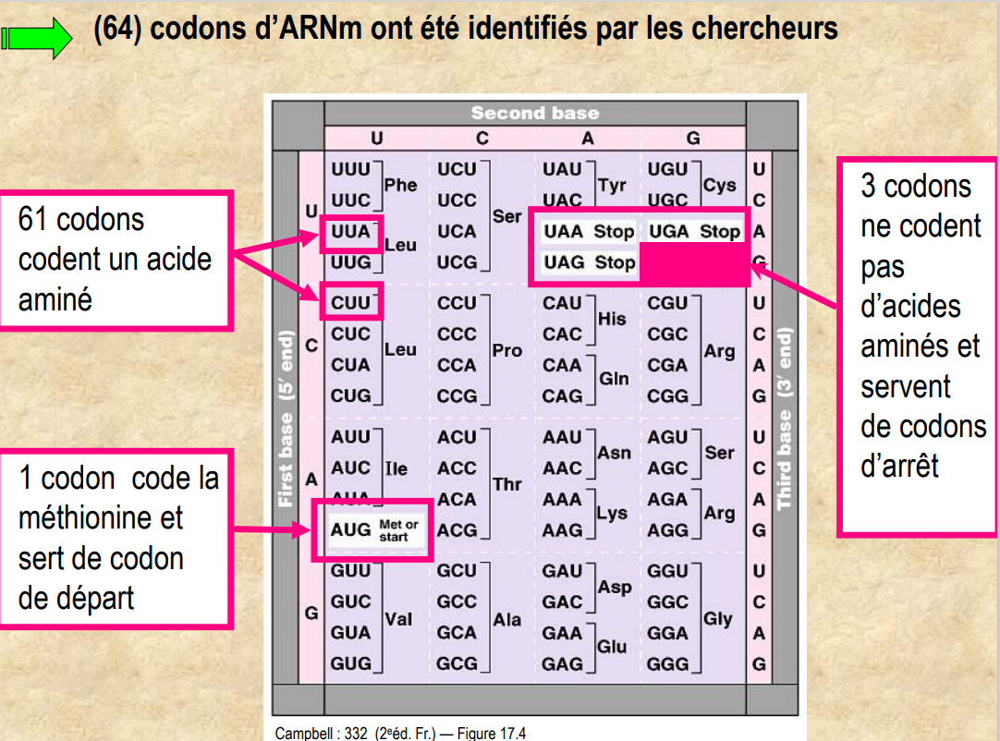 (64) codons d’ARNm ont été identifiés par les chercheurs
61 codons
codent un acide
aminé
1 codon code la
méthionine et
sert de codon
de départ
Second base
U C A G
First base (5′ end)
U
UUU UCU UAU UGU U
Phe Tyr Cys
UUC UCC UAC UGC C
Ser
UUA UCA UAA Stop UGA Stop A
Leu
UUG UCG UAG Stop G
C
CUU CCU CAU CGU U
His
CUC CCC CAC CGC C
Leu Pro Arg
CUA CCA CAA CGA A
Gln
CUG CCG CAG CGG G
A
AUU ACU AAU AGU U
Asn Ser
AUC Ile ACC AAC AGC C
Thr
AUA ACA AAA AGA A
Lys Arg
AUG Met or start ACG AAG AGG G
G
GUU GCU GAU GGU U
Asp
GUC GCC GAC GGC C
Val Ala Gly
GUA GCA GAA GGA A
Glu
GUG GCG GAG GGG G
Third base (3′ end)
3 codons
ne codent
pas
d’acides
aminés et
servent
de codons
d’arrêt
Campbell : 332 (2ᵉéd. Fr.) — Figure 17.4